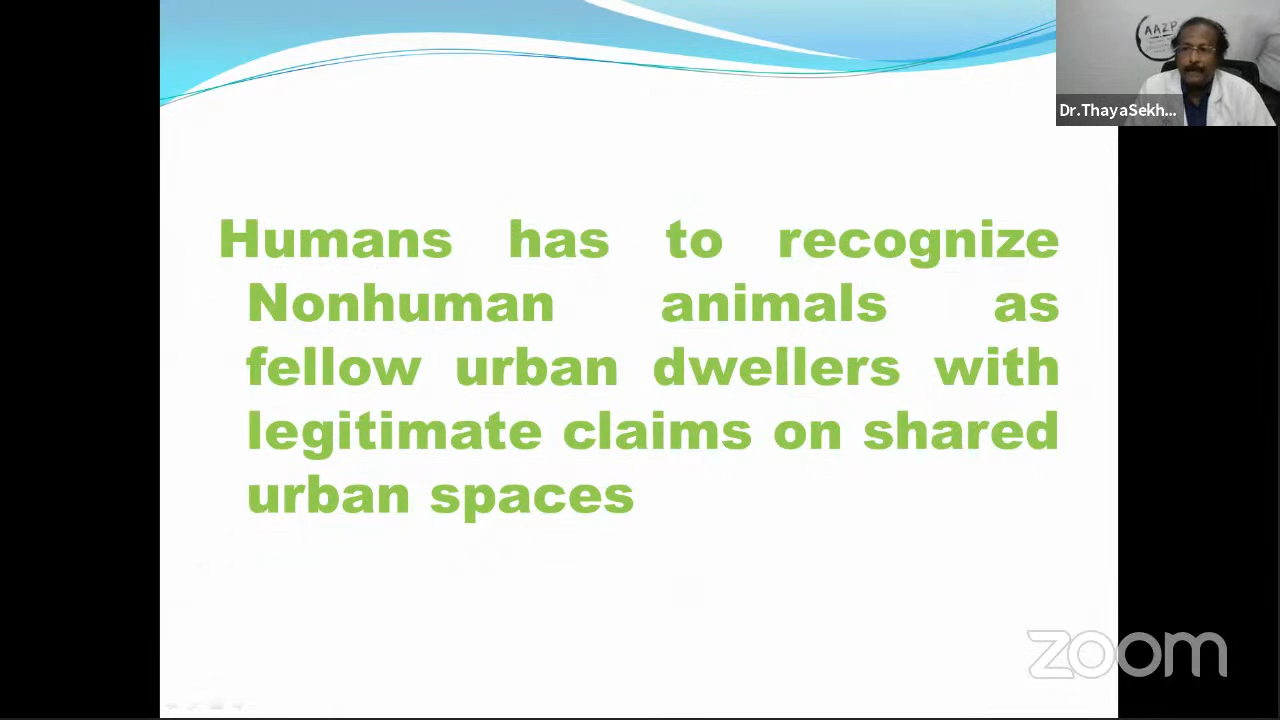 AAZP
Dr.ThayaSekh...
Humans has to recognize
Nonhuman animals as
fellow urban dwellers with
legitimate claims on shared
urban spaces
zoom